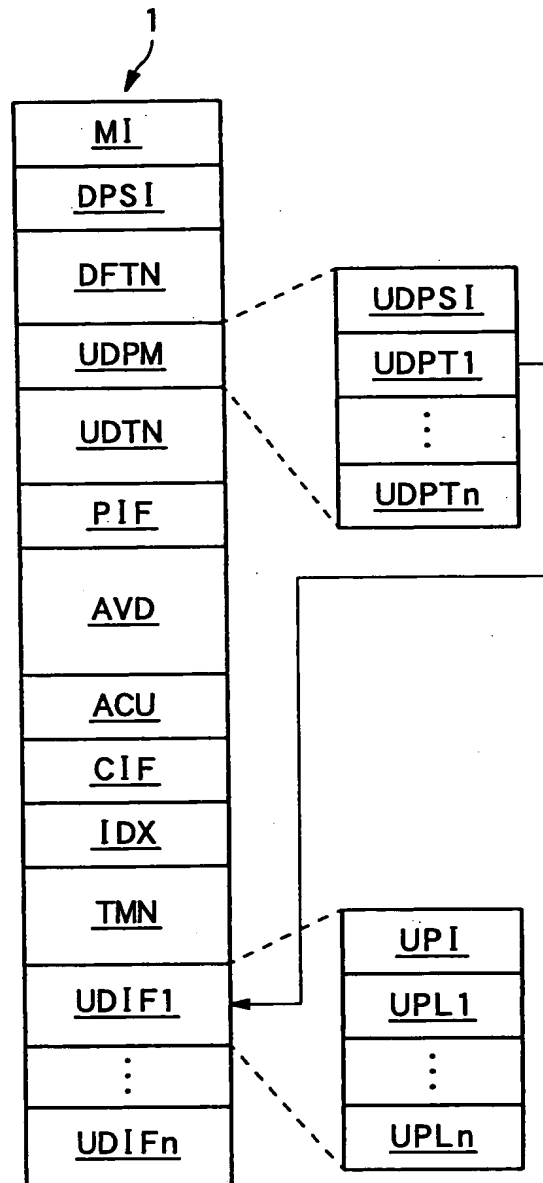 1
MI
DPSI
DFTN
UDPM
UDTN
PIF
AVD
ACU
CIF
IDX
TMN
UDIF1
⋮
UDIFn
UDPSI
UDPT1
⋮
UDPTn
UPI
UPL1
⋮
UPLn